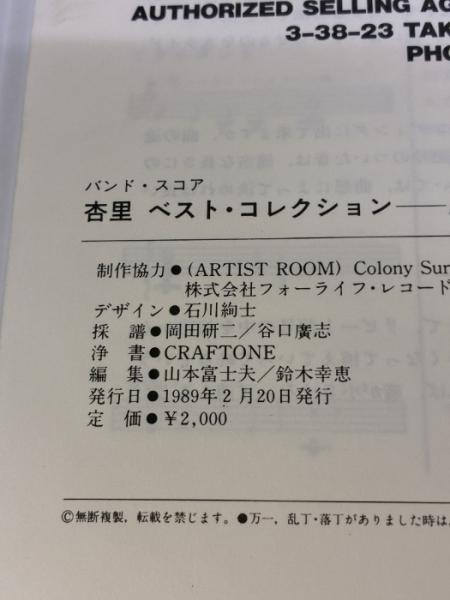 AUTHORIZED SELLING AG
3-38-23 TAK
PHO
バンド・スコア
杏里 ベスト・コレクション——
制作協力●(ARTIST ROOM) Colony Sur
株式会社フォーライフ・レコード
デザイン●石川絢士
採　譜●岡田研二/谷口廣志
浄　書●CRAFTONE
編　集●山本富士夫/鈴木幸恵
発行日●1989年2月20日発行
定　価●¥2,000
©無断複製，転載を禁じます。●万一，乱丁・落丁がありました時は，